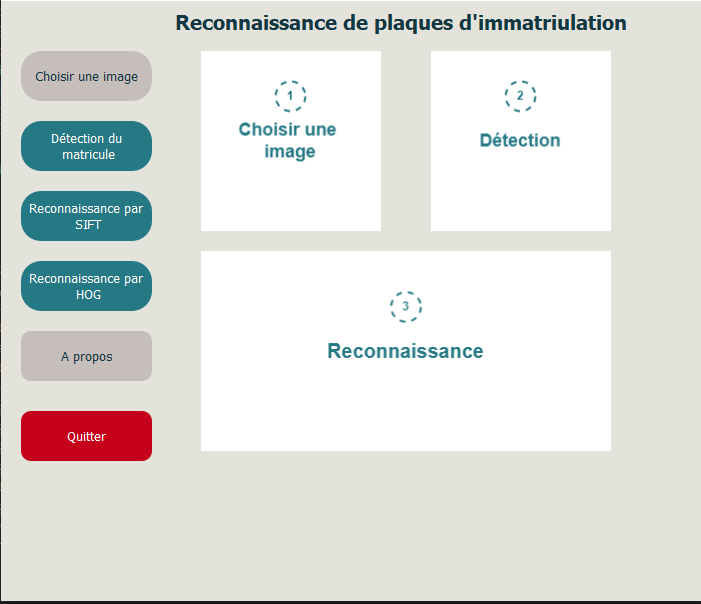 Reconnaissance de plaques d'immatriulation
Choisir une image
Détection du
matricule
Reconnaissance par
SIFT
Reconnaissance par
HOG
A propos
Quitter
1
Choisir une
image
2
Détection
3
Reconnaissance